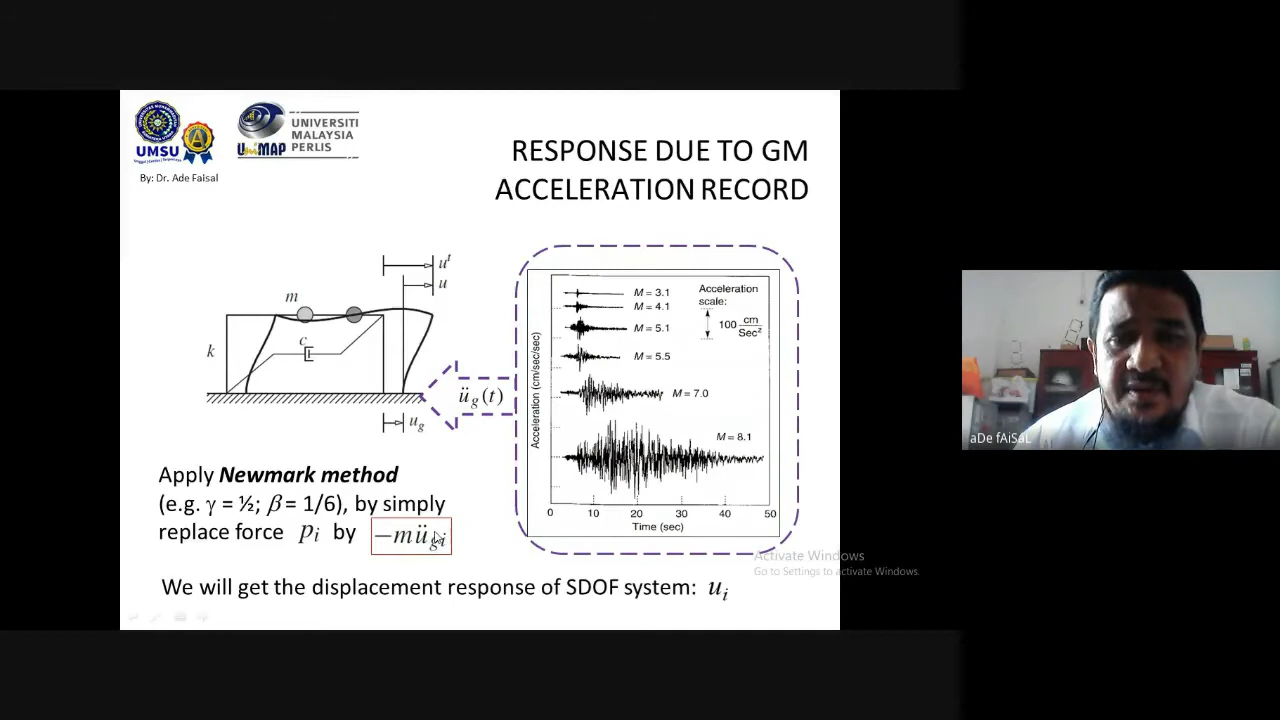 UMSU
UniMAP
UNIVERSITI
MALAYSIA
PERLIS
By: Dr. Ade Faisal
RESPONSE DUE TO GM
ACCELERATION RECORD
uᵗ
u
m
c
k
ü_g(t)
u_g
M = 3.1
M = 4.1
M = 5.1
M = 5.5
M = 7.0
M = 8.1
Acceleration
scale:
100 cm/Sec²
Acceleration (cm/sec/sec)
0 10 20 30 40 50
Time (sec)
Apply Newmark method
(e.g. γ = ½; β = 1/6), by simply
replace force pᵢ by −mü_gi
We will get the displacement response of SDOF system: uᵢ
Activate Windows
Go to Settings to activate Windows.
aDe fAiSaL